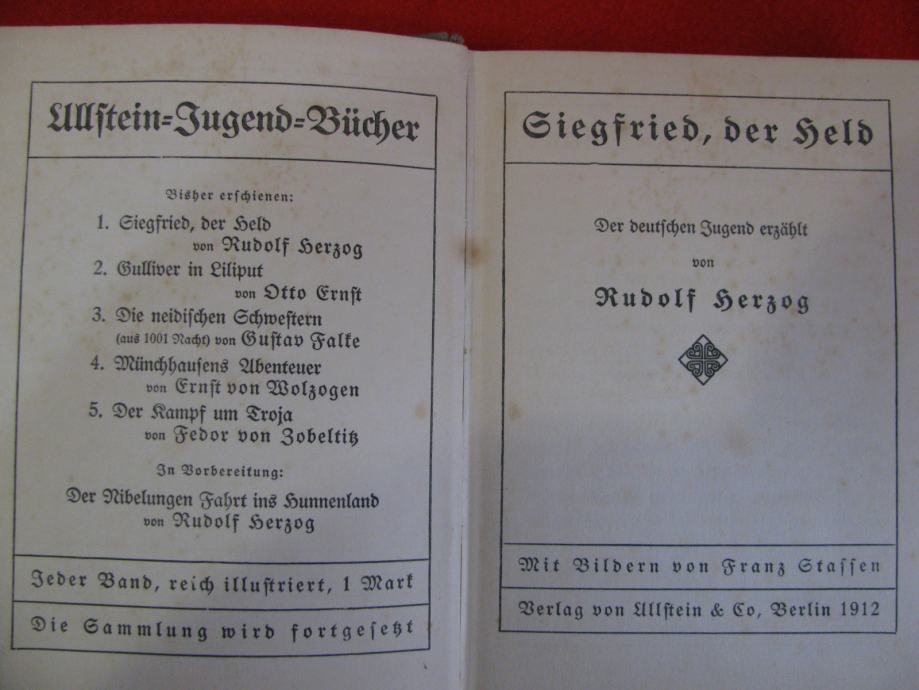 Ullstein=Jugend=Bücher
Bisher erschienen:
1. Siegfried, der Held
von Rudolf Herzog
2. Gulliver in Liliput
von Otto Ernst
3. Die neidischen Schwestern
(aus 1001 Nacht) von Gustav Falke
4. Münchhausens Abenteuer
von Ernst von Wolzogen
5. Der Kampf um Troja
von Fedor von Zobeltitz
In Vorbereitung:
Der Nibelungen Fahrt ins Hunnenland
von Rudolf Herzog
Jeder Band, reich illustriert, 1 Mark
Die Sammlung wird fortgesetzt
Siegfried, der Held
Der deutschen Jugend erzählt
von
Rudolf Herzog
Mit Bildern von Franz Stassen
Verlag von Ullstein & Co, Berlin 1912